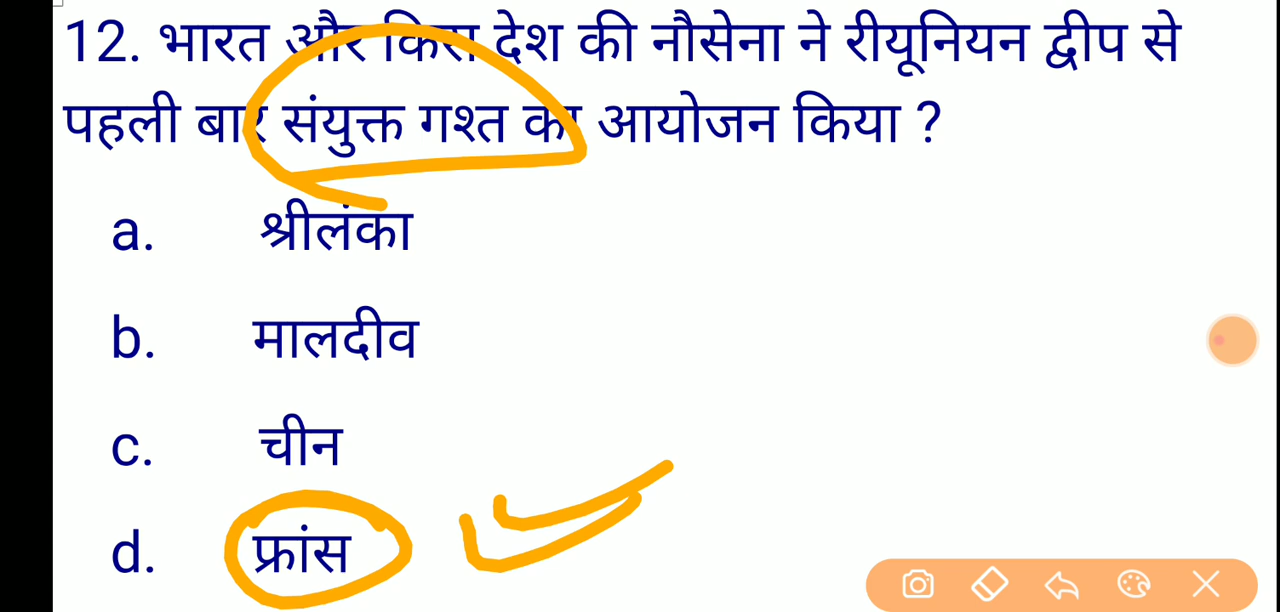 12. भारत और किस देश की नौसेना ने रीयूनियन द्वीप से
पहली बार संयुक्त गश्त का आयोजन किया ?
a. श्रीलंका
b. मालदीव
c. चीन
d. फ्रांस